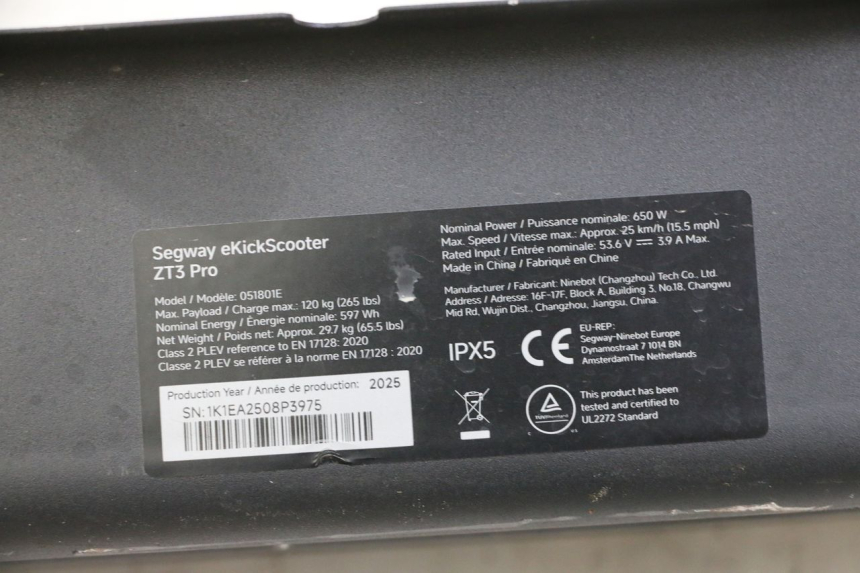 Segway eKickScooter
ZT3 Pro
Model / Modèle: 051801E
Max. Payload / Charge max.: 120 kg (265 lbs)
Nominal Energy / Énergie nominale: 597 Wh
Net Weight / Poids net: Approx. 29.7 kg (65.5 lbs)
Class 2 PLEV reference to EN 17128: 2020
Classe 2 PLEV se référer à la norme EN 17128 : 2020
Production Year / Année de production: 2025
SN:1K1EA2508P3975
Nominal Power / Puissance nominale: 650 W
Max. Speed / Vitesse max.: Approx. 25 km/h (15.5 mph)
Rated Input / Entrée nominale: 53.6 V ⎓ 3.9 A Max.
Made in China / Fabriqué en Chine
Manufacturer / Fabricant: Ninebot (Changzhou) Tech Co., Ltd.
Address / Adresse: 16F-17F, Block A, Building 3, No.18, Changwu
Mid Rd, Wujin Dist., Changzhou, Jiangsu, China.
IPX5
CE
EU-REP:
Segway-Ninebot Europe
Dynamostraat 7 1014 BN
AmsterdamThe Netherlands
TÜVRheinland
This product has been
tested and certified to
UL2272 Standard